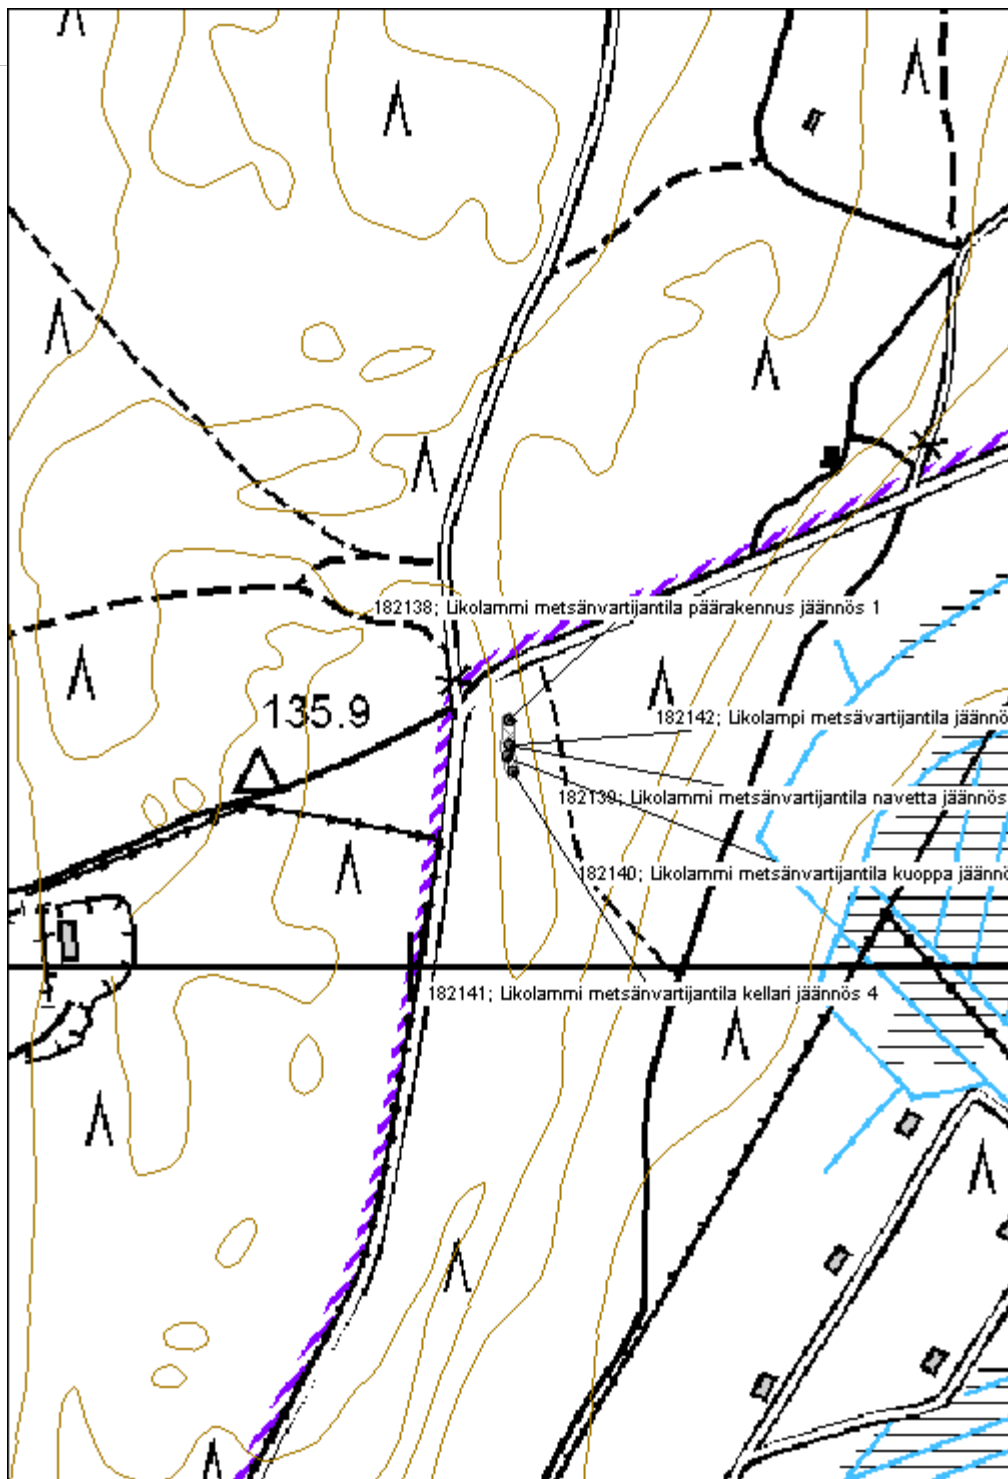 182138; Likolammi metsänvartijantila päärakennus jäännös 1
135.9
182142; Likolampi metsävartijantila jäännö
182139; Likolammi metsänvartijantila navetta jäännös
182140; Likolammi metsänvartijantila kuoppa jäännö
182141; Likolammi metsänvartijantila kellari jäännös 4